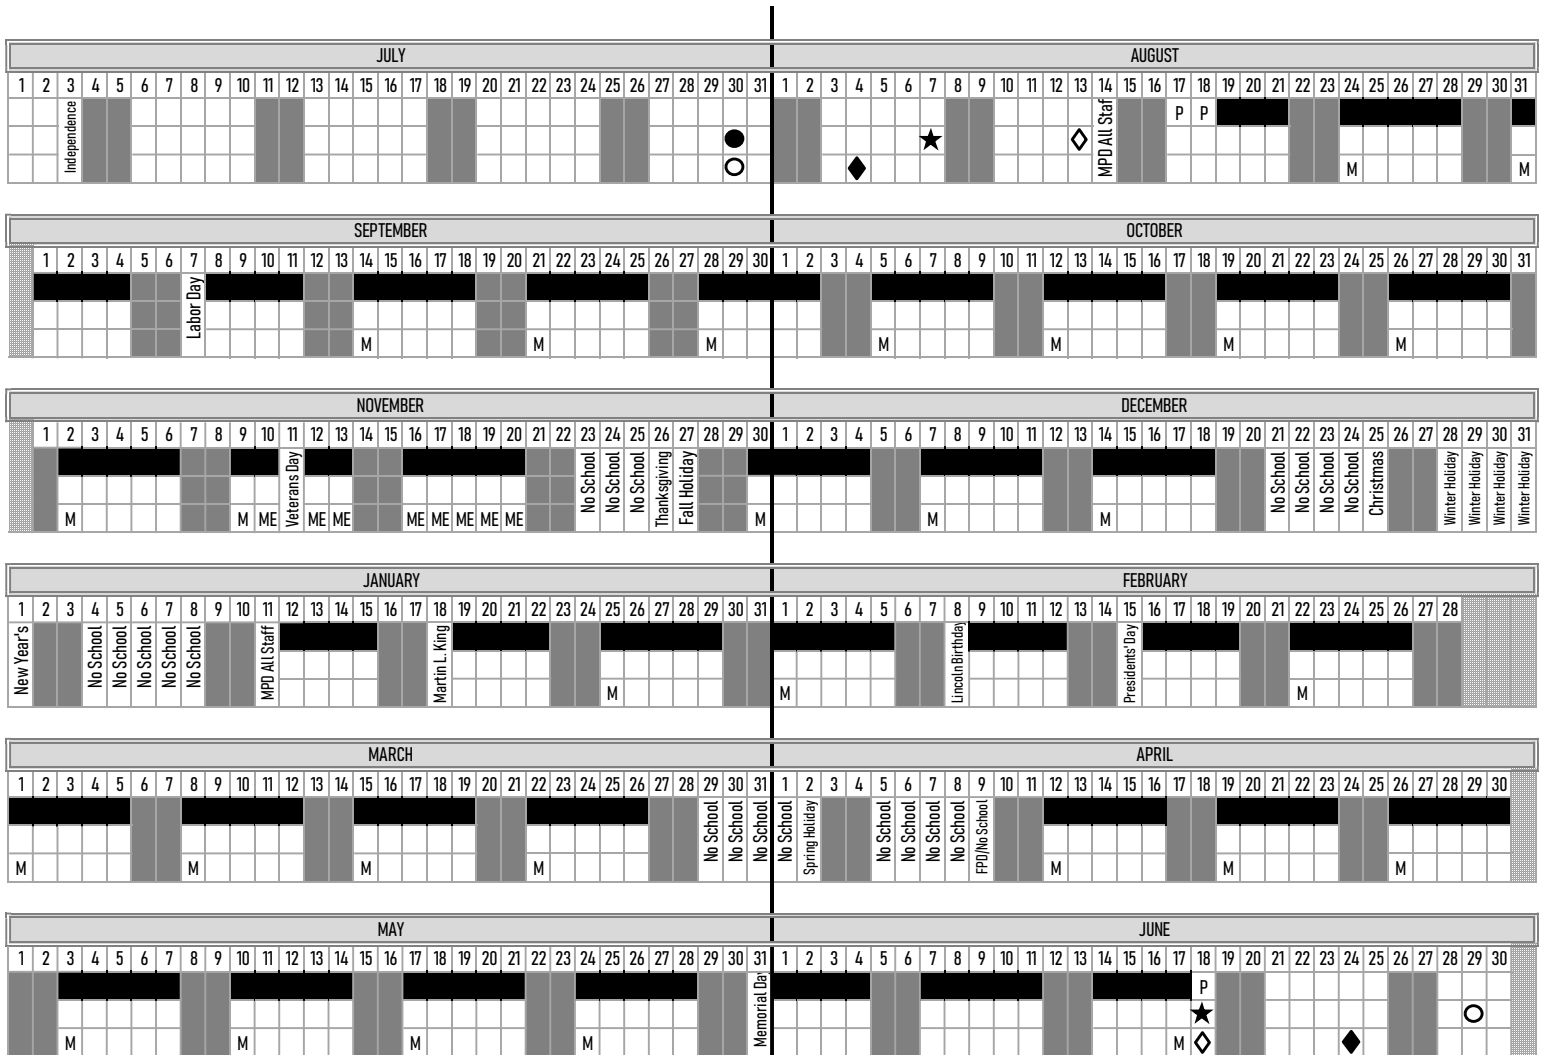 JULY AUGUST
1 2 3 4 5 6 7 8 9 10 11 12 13 14 15 16 17 18 19 20 21 22 23 24 25 26 27 28 29 30 31 1 2 3 4 5 6 7 8 9 10 11 12 13 14 15 16 17 18 19 20 21 22 23 24 25 26 27 28 29 30 31
Independence MPD All Staf P P
M M
SEPTEMBER OCTOBER
1 2 3 4 5 6 7 8 9 10 11 12 13 14 15 16 17 18 19 20 21 22 23 24 25 26 27 28 29 30 1 2 3 4 5 6 7 8 9 10 11 12 13 14 15 16 17 18 19 20 21 22 23 24 25 26 27 28 29 30 31
Labor Day
M M M M M M M
NOVEMBER DECEMBER
1 2 3 4 5 6 7 8 9 10 11 12 13 14 15 16 17 18 19 20 21 22 23 24 25 26 27 28 29 30 1 2 3 4 5 6 7 8 9 10 11 12 13 14 15 16 17 18 19 20 21 22 23 24 25 26 27 28 29 30 31
Veterans Day No School No School No School Thanksgiving Fall Holiday No School No School No School No School Christmas Winter Holiday Winter Holiday Winter Holiday Winter Holiday
M M ME ME ME ME ME ME ME ME M M M
JANUARY FEBRUARY
1 2 3 4 5 6 7 8 9 10 11 12 13 14 15 16 17 18 19 20 21 22 23 24 25 26 27 28 29 30 31 1 2 3 4 5 6 7 8 9 10 11 12 13 14 15 16 17 18 19 20 21 22 23 24 25 26 27 28
New Year's No School No School No School No School No School MPD All Staff Martin L. King Lincoln Birthday Presidents' Day
M M M
MARCH APRIL
1 2 3 4 5 6 7 8 9 10 11 12 13 14 15 16 17 18 19 20 21 22 23 24 25 26 27 28 29 30 31 1 2 3 4 5 6 7 8 9 10 11 12 13 14 15 16 17 18 19 20 21 22 23 24 25 26 27 28 29 30
No School No School No School No School Spring Holiday No School No School No School No School FPD/No School
M M M M M M M
MAY JUNE
1 2 3 4 5 6 7 8 9 10 11 12 13 14 15 16 17 18 19 20 21 22 23 24 25 26 27 28 29 30 31 1 2 3 4 5 6 7 8 9 10 11 12 13 14 15 16 17 18 19 20 21 22 23 24 25 26 27 28 29 30
Memorial Day P
M M M M M